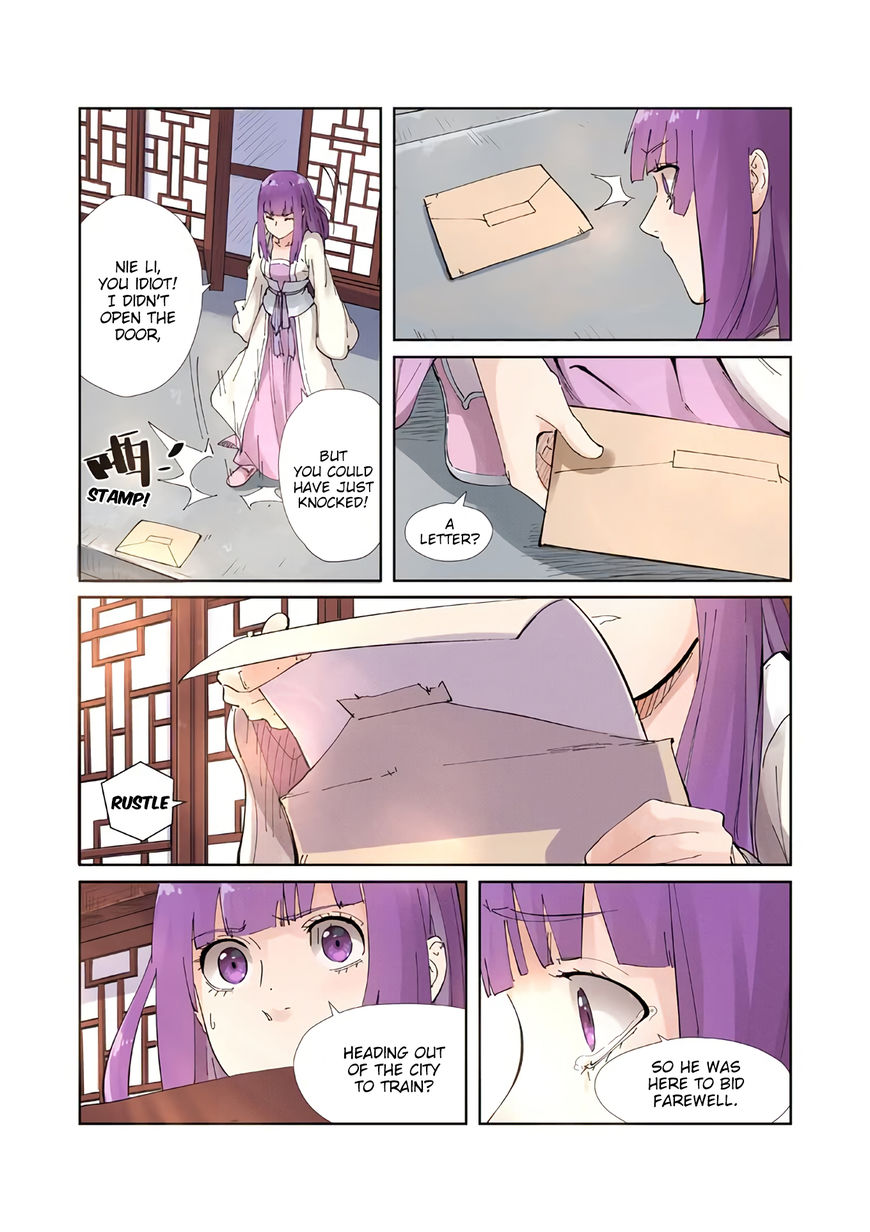 NIE LI,
YOU IDIOT!
I DIDN'T
OPEN THE
DOOR,
STAMP!
BUT
YOU COULD
HAVE JUST
KNOCKED!
A
LETTER?
RUSTLE
HEADING OUT
OF THE CITY
TO TRAIN?
SO HE WAS
HERE TO BID
FAREWELL.